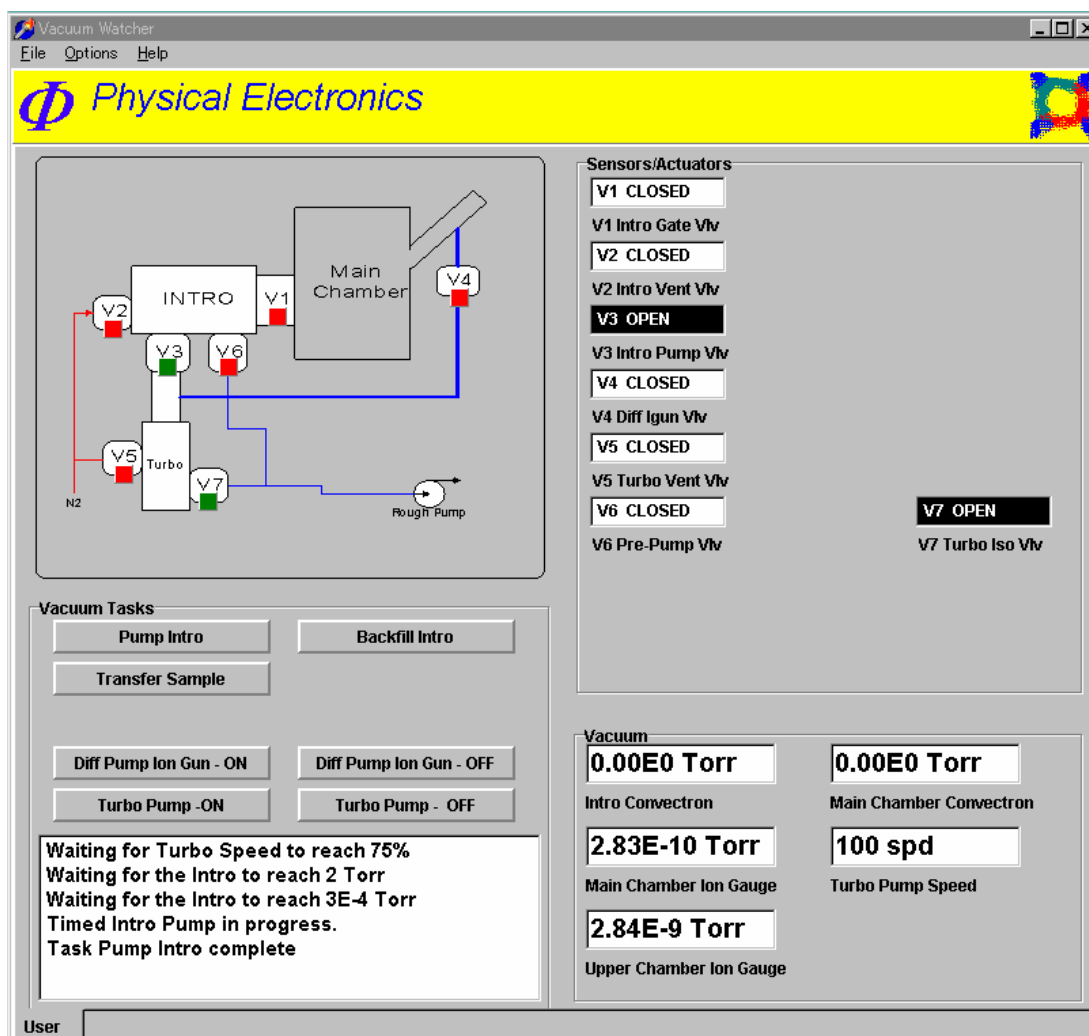 Vacuum Watcher
File Options Help
Φ Physical Electronics
Main
Chamber
V4
INTRO
V1
V2
V3
V6
V5
Turbo
V7
N2
Rough Pump
Sensors/Actuators
V1 CLOSED
V1 Intro Gate Vlv
V2 CLOSED
V2 Intro Vent Vlv
V3 OPEN
V3 Intro Pump Vlv
V4 CLOSED
V4 Diff Igun Vlv
V5 CLOSED
V5 Turbo Vent Vlv
V6 CLOSED
V7 OPEN
V6 Pre-Pump Vlv
V7 Turbo Iso Vlv
Vacuum Tasks
Pump Intro
Backfill Intro
Transfer Sample
Diff Pump Ion Gun - ON
Diff Pump Ion Gun - OFF
Turbo Pump -ON
Turbo Pump - OFF
Waiting for Turbo Speed to reach 75%
Waiting for the Intro to reach 2 Torr
Waiting for the Intro to reach 3E-4 Torr
Timed Intro Pump in progress.
Task Pump Intro complete
Vacuum
0.00E0 Torr
0.00E0 Torr
Intro Convectron
Main Chamber Convectron
2.83E-10 Torr
100 spd
Main Chamber Ion Gauge
Turbo Pump Speed
2.84E-9 Torr
Upper Chamber Ion Gauge
User